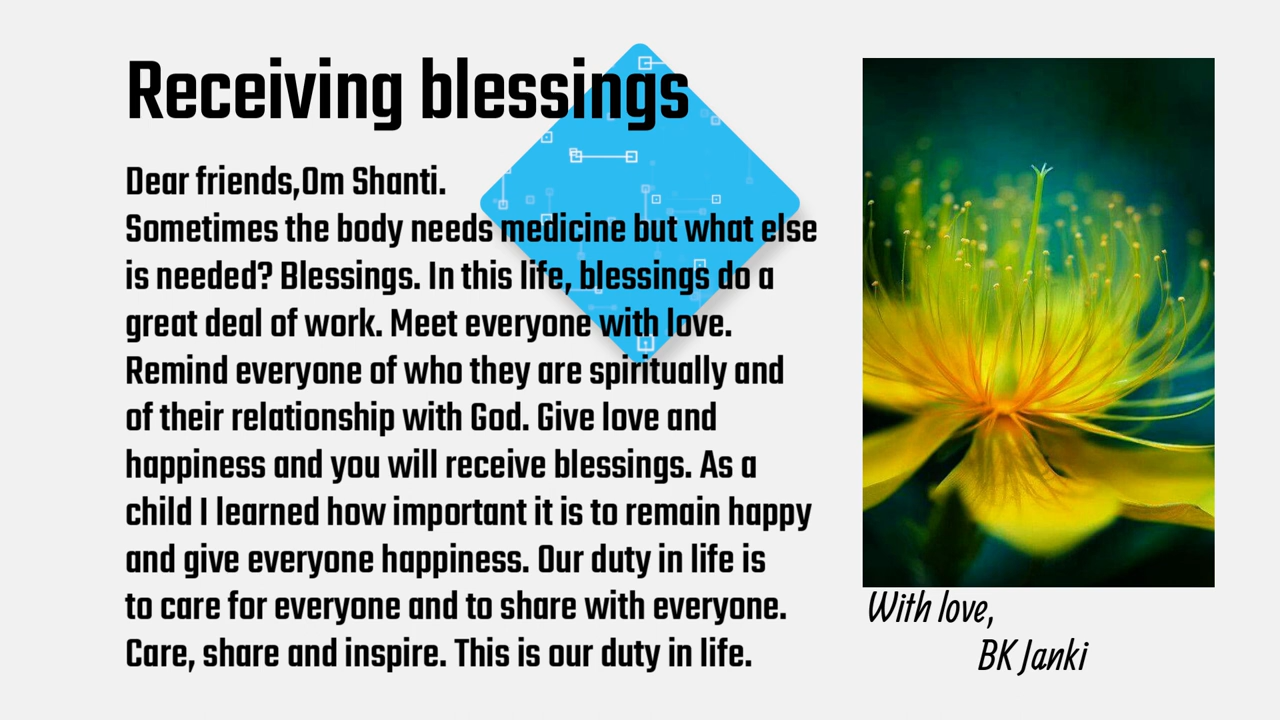 Receiving blessings
Dear friends,Om Shanti.
Sometimes the body needs medicine but what else
is needed? Blessings. In this life, blessings do a
great deal of work. Meet everyone with love.
Remind everyone of who they are spiritually and
of their relationship with God. Give love and
happiness and you will receive blessings. As a
child I learned how important it is to remain happy
and give everyone happiness. Our duty in life is
to care for everyone and to share with everyone.
Care, share and inspire. This is our duty in life.
With love,
BK Janki